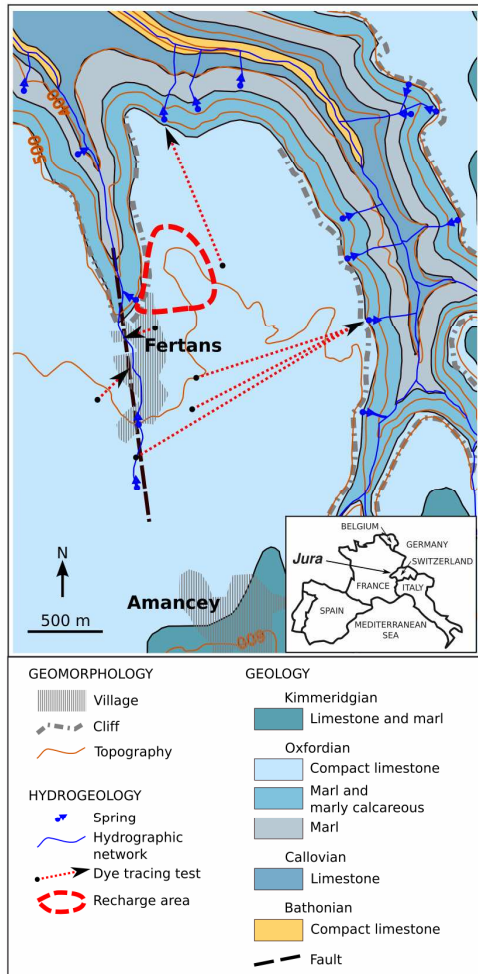 400
500
Fertans
N
500 m
Amancey
600
BELGIUM
GERMANY
Jura
SWITZERLAND
FRANCE
ITALY
SPAIN
MEDITERRANEAN
SEA
GEOMORPHOLOGY
Village
Cliff
Topography
HYDROGEOLOGY
Spring
Hydrographic
network
Dye tracing test
Recharge area
GEOLOGY
Kimmeridgian
Limestone and marl
Oxfordian
Compact limestone
Marl and
marly calcareous
Marl
Callovian
Limestone
Bathonian
Compact limestone
Fault